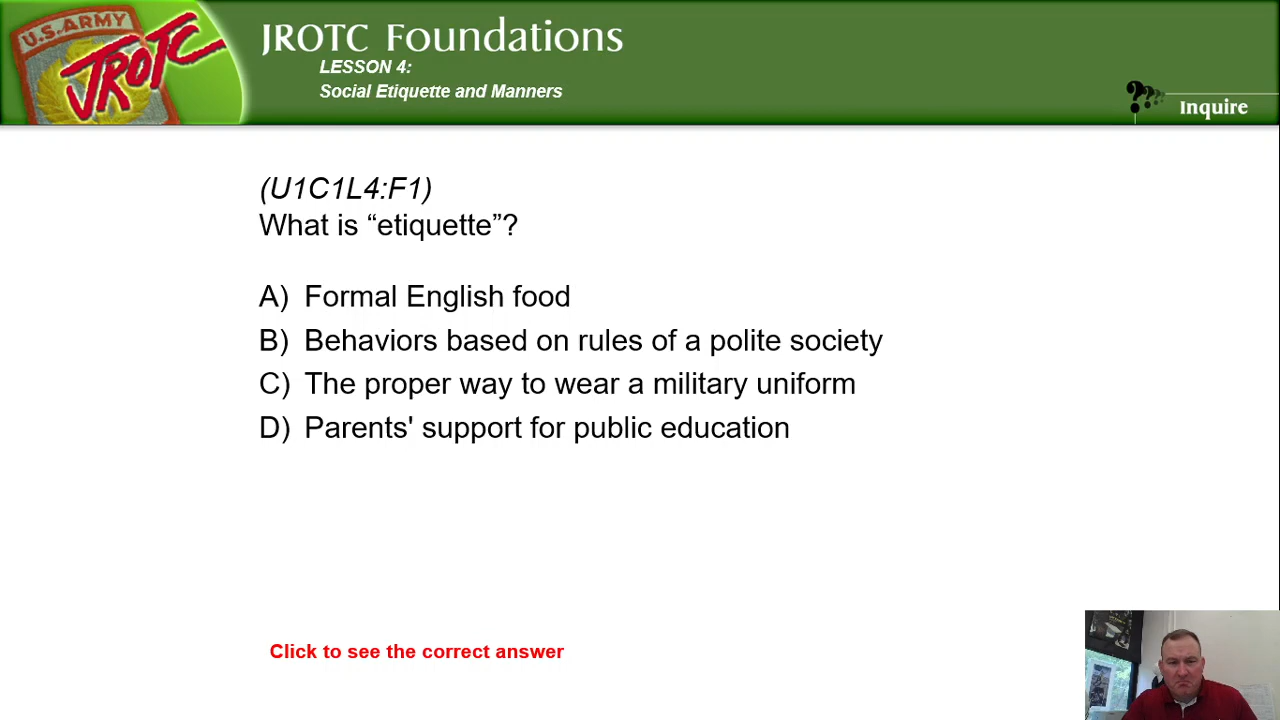 U.S. ARMY
JROTC
JROTC Foundations
LESSON 4:
Social Etiquette and Manners
Inquire
(U1C1L4:F1)
What is “etiquette”?
A) Formal English food
B) Behaviors based on rules of a polite society
C) The proper way to wear a military uniform
D) Parents' support for public education
Click to see the correct answer